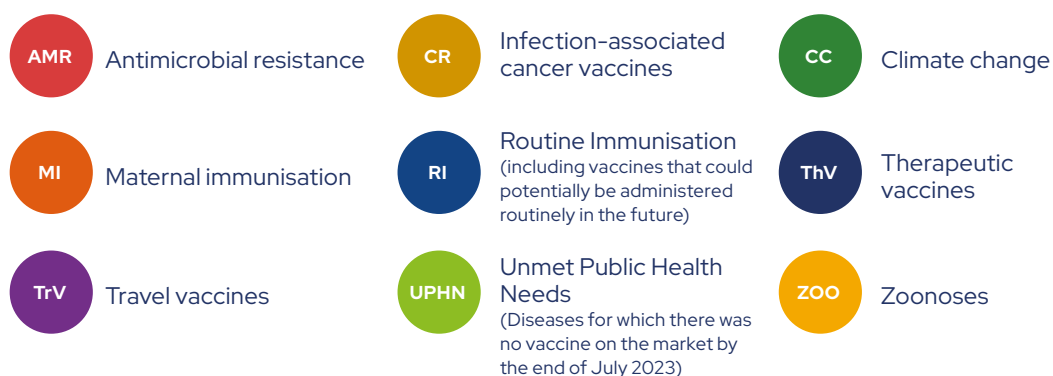 AMR
Antimicrobial resistance
CR
Infection-associated
cancer vaccines
CC
Climate change
MI
Maternal immunisation
RI
Routine Immunisation
(including vaccines that could
potentially be administered
routinely in the future)
ThV
Therapeutic
vaccines
TrV
Travel vaccines
UPHN
Unmet Public Health
Needs
(Diseases for which there was
no vaccine on the market by
the end of July 2023)
ZOO
Zoonoses